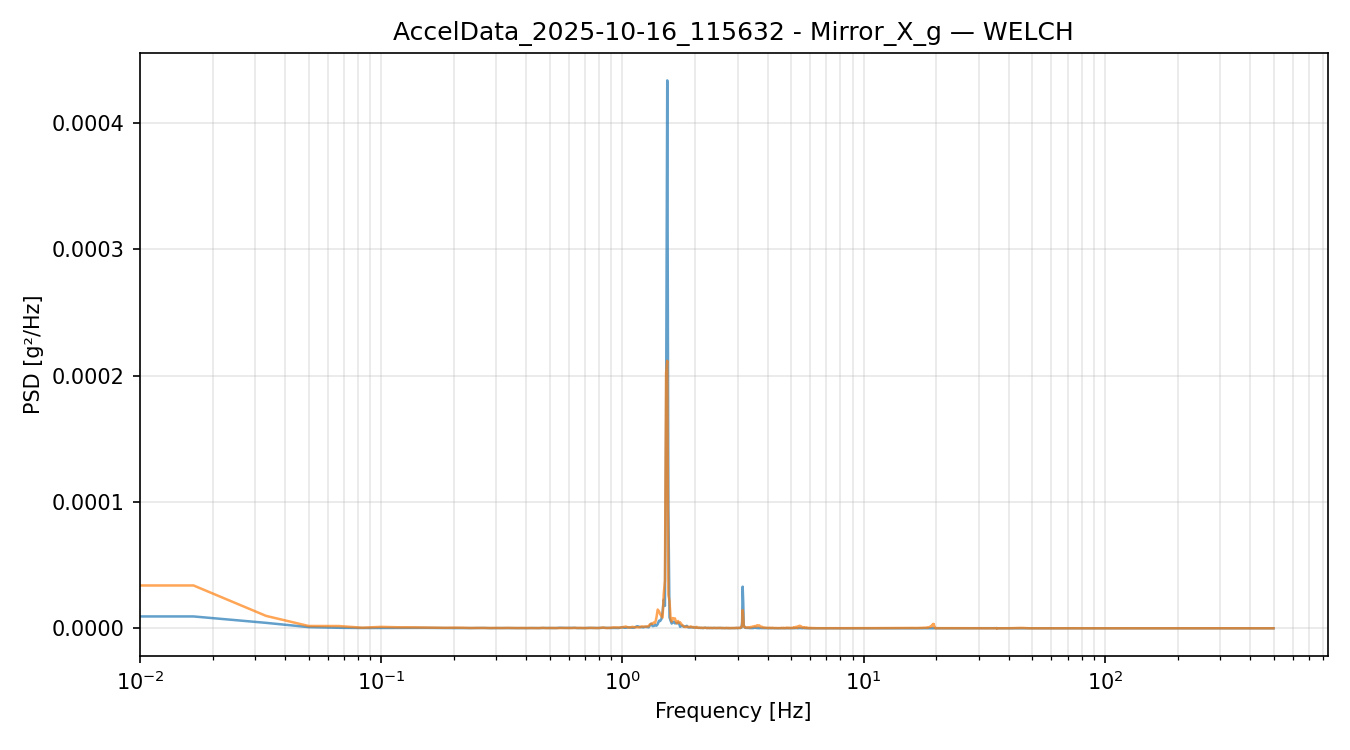 AccelData_2025-10-16_115632 - Mirror_X_g — WELCH
PSD [g²/Hz]
0.0004
0.0003
0.0002
0.0001
0.0000
10⁻² 10⁻¹ 10⁰ 10¹ 10²
Frequency [Hz]